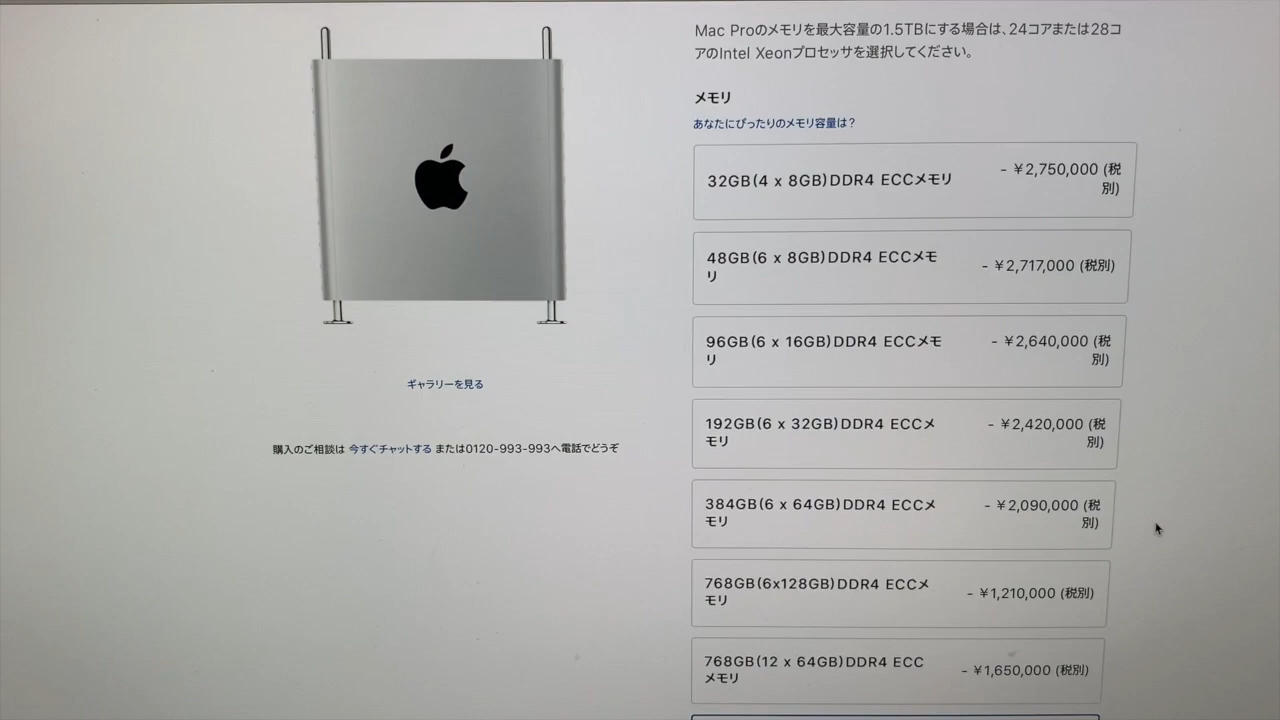 Mac Proのメモリを最大容量の1.5TBにする場合は、24コアまたは28コ
アのIntel Xeonプロセッサを選択してください。
メモリ
あなたにぴったりのメモリ容量は?
32GB(4 x 8GB)DDR4 ECCメモリ
- ¥2,750,000 (税
別)
48GB(6 x 8GB)DDR4 ECCメモ
リ
- ¥2,717,000 (税別)
96GB(6 x 16GB)DDR4 ECCメモ
リ
- ¥2,640,000 (税
別)
192GB(6 x 32GB)DDR4 ECCメ
モリ
- ¥2,420,000 (税
別)
384GB(6 x 64GB)DDR4 ECCメ
モリ
- ¥2,090,000 (税
別)
768GB(6x128GB)DDR4 ECCメ
モリ
- ¥1,210,000 (税別)
768GB(12 x 64GB)DDR4 ECC
メモリ
- ¥1,650,000 (税別)
ギャラリーを見る
購入のご相談は 今すぐチャットする または0120-993-993へ電話でどうぞ